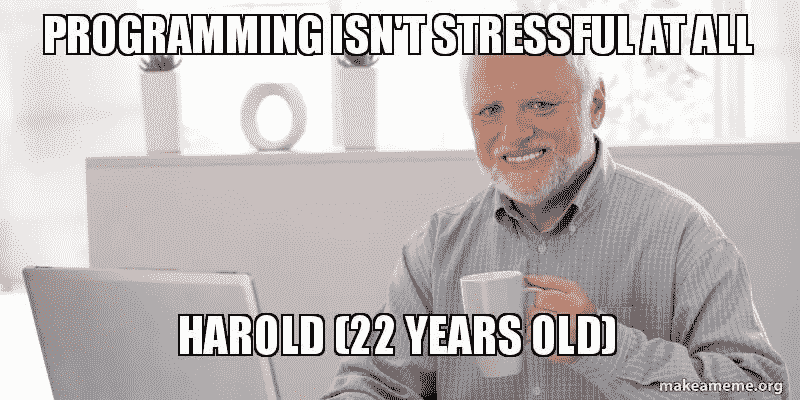 PROGRAMMING ISN'T STRESSFUL AT ALL
HAROLD (22 YEARS OLD)
makeameme.org